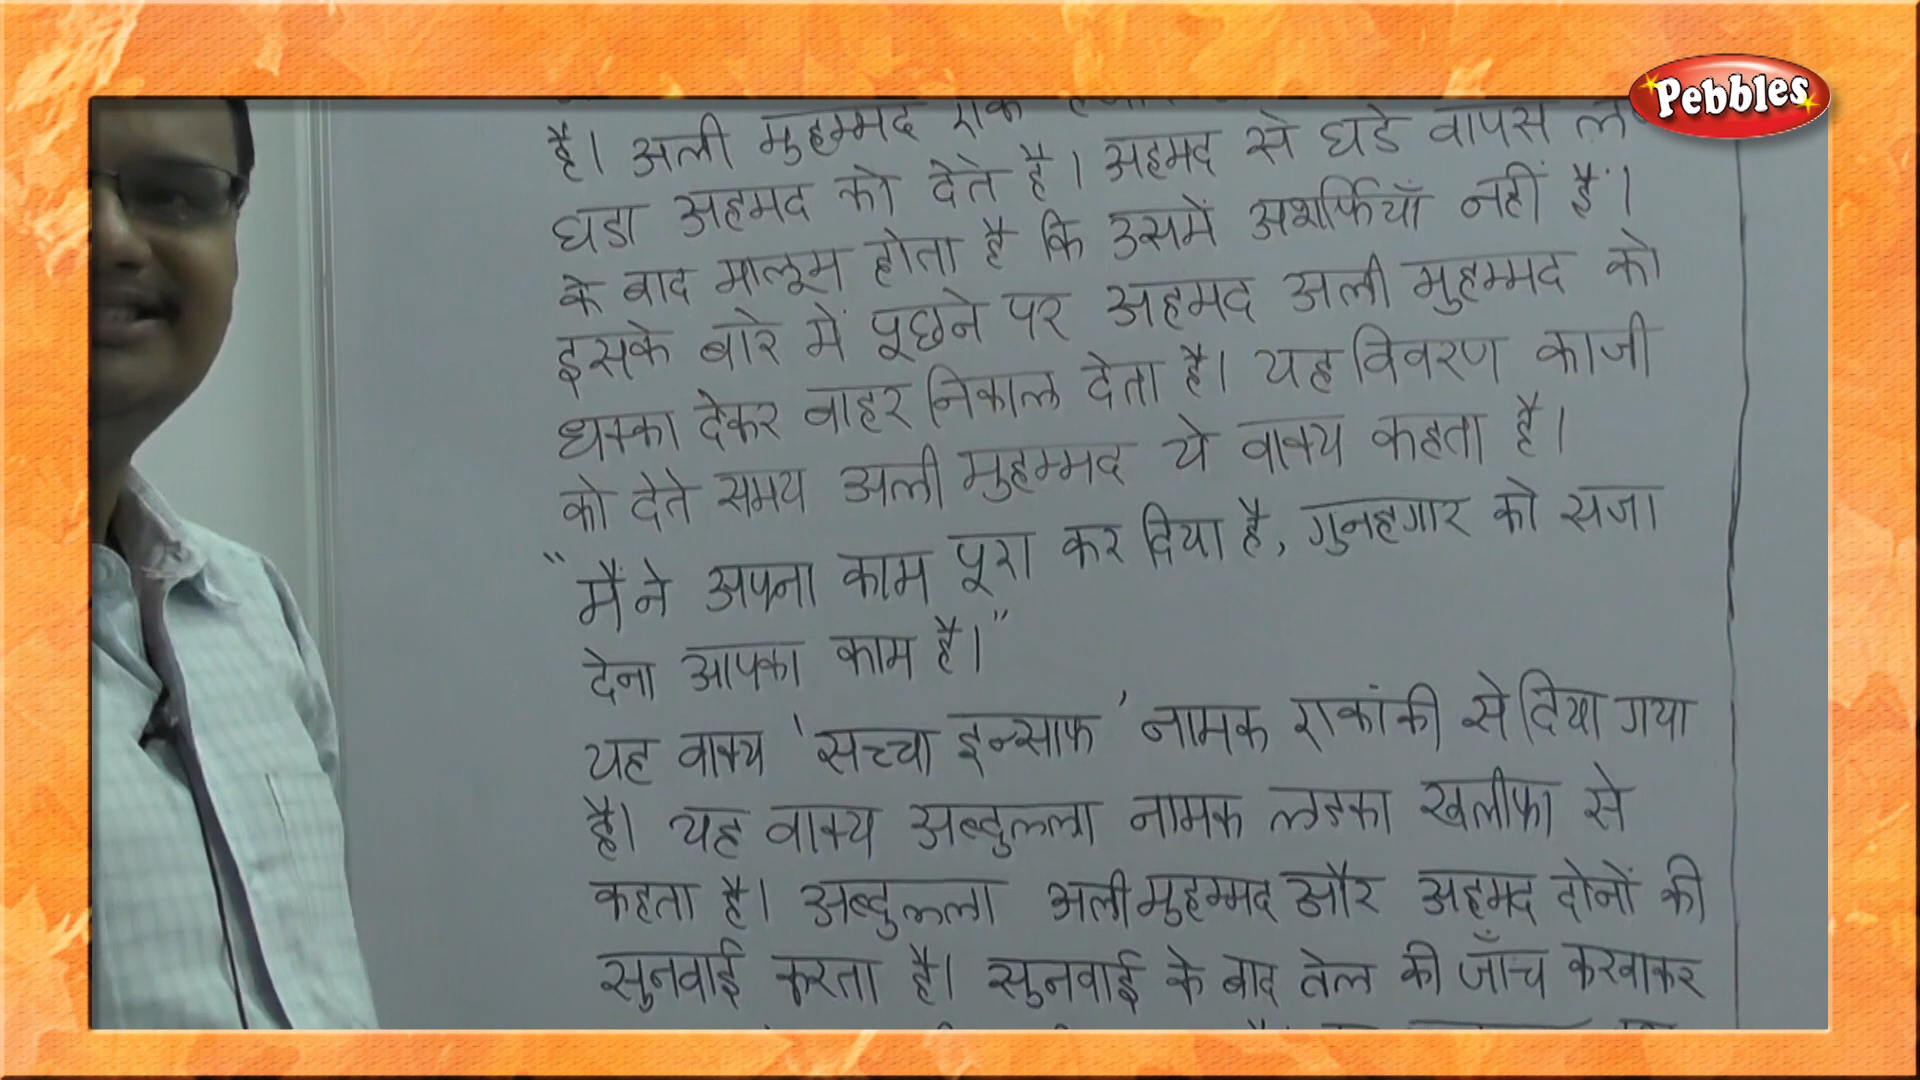 Pebbles
है। अली मुहम्मद एक
घडा अहमद को देते है। अहमद से घडे वापस ले
के बाद मालूम होता है कि उसमें अशर्फियाँ नहीं हैं।
इसके बारे में पूछने पर अहमद अली मुहम्मद को
धक्का देकर बाहर निकाल देता है। यह विवरण काजी
को देते समय अली मुहम्मद ये वाक्य कहता है।
“मैं ने अपना काम पूरा कर दिया है, गुनहगार को सजा
देना आपका काम है।”
यह वाक्य 'सच्चा इन्साफ' नामक एकांकी से दिया गया
है। यह वाक्य अब्दुल्ला नामक लडका खलीफा से
कहता है। अब्दुल्ला अली मुहम्मद और अहमद दोनों की
सुनवाई करता है। सुनवाई के बाद तेल की जाँच करवाकर